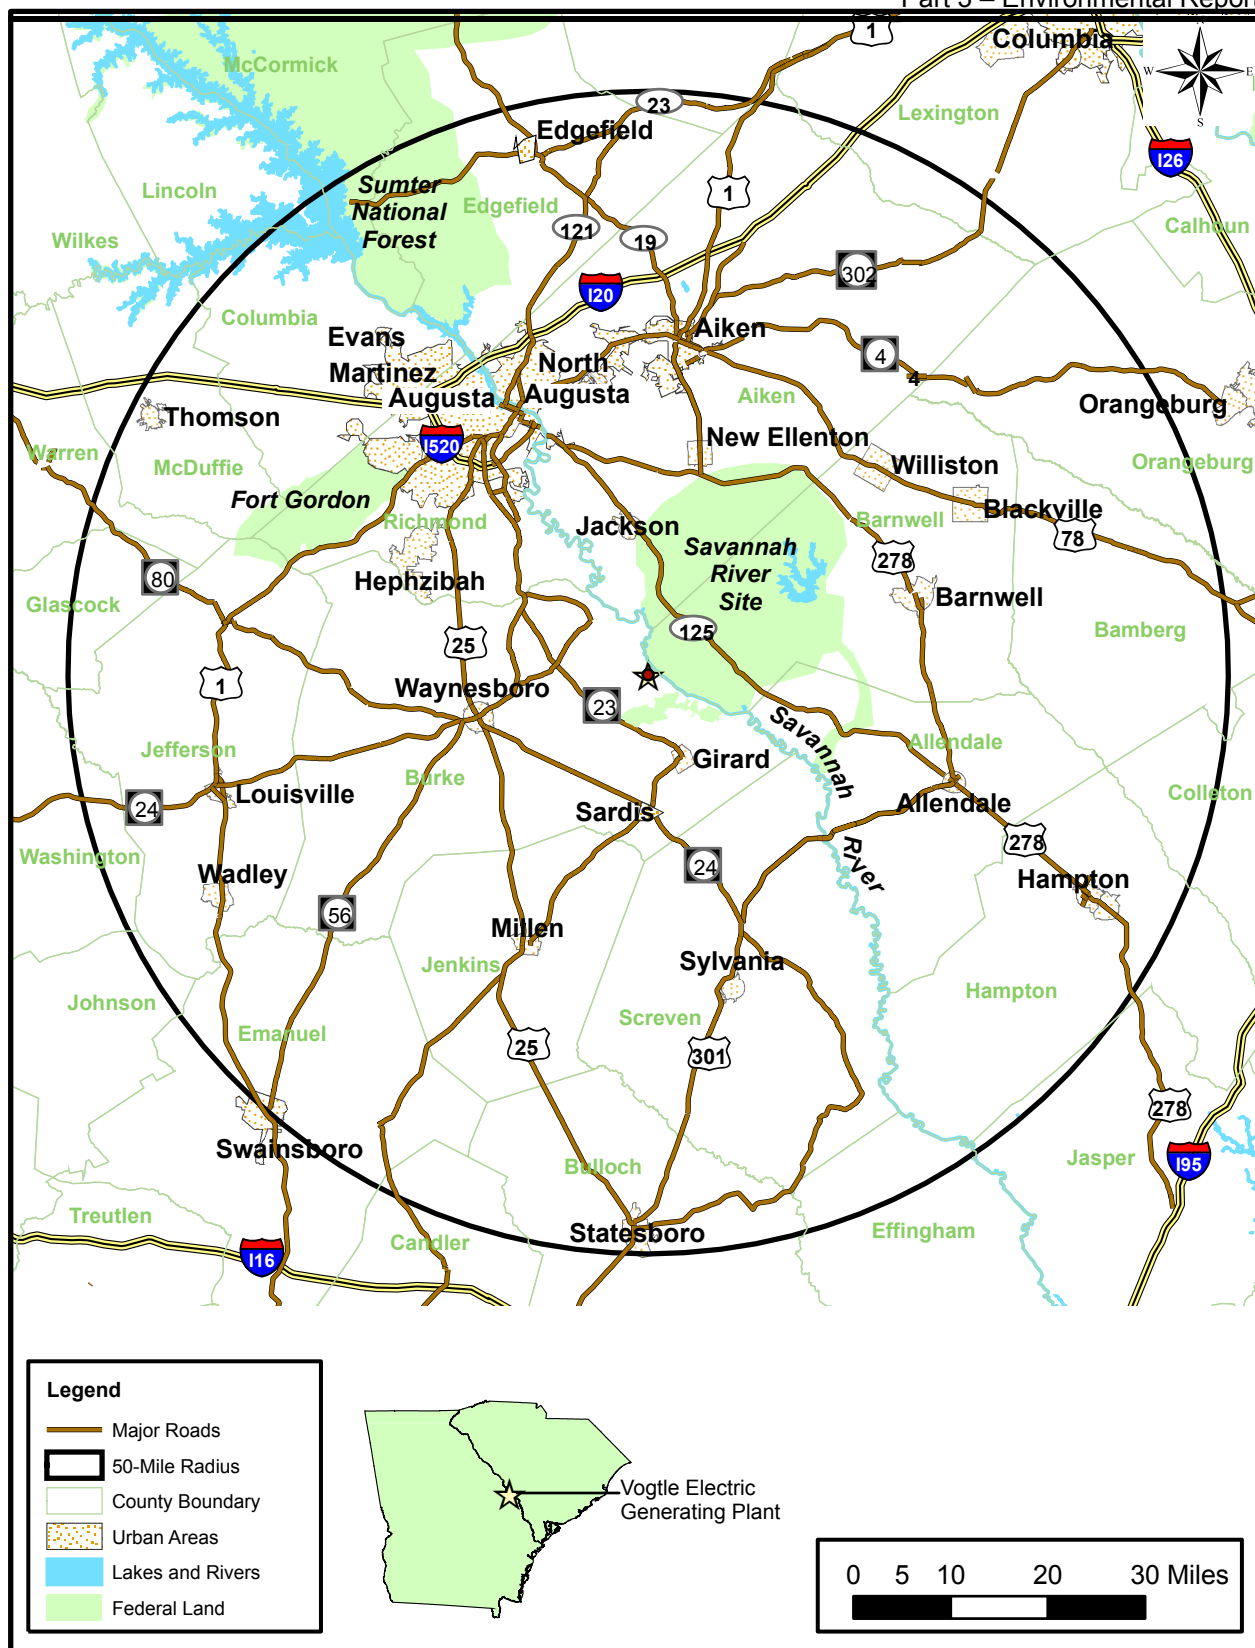 Part 3 – Environmental Report
N
W
E
S
1
Columbia
McCormick
23
Lexington
Edgefield
I26
Lincoln
Sumter
National
Forest
Edgefield
1
Calhoun
Wilkes
121
19
302
I20
Columbia
Evans
Aiken
4
Martinez
North
Augusta
4
Augusta
Aiken
Orangeburg
Thomson
I520
New Ellenton
Warren
McDuffie
Williston
Orangeburg
Fort Gordon
Richmond
Jackson
Blackville
Barnwell
78
Savannah
River
Site
278
80
Hephzibah
Glascock
Barnwell
125
Bamberg
25
1
Waynesboro
23
Savannah
River
Jefferson
Burke
Girard
Allendale
Louisville
Colleton
24
Sardis
Allendale
278
Washington
Wadley
24
Hampton
56
Millen
Jenkins
Sylvania
Hampton
Johnson
Emanuel
Screven
25
301
278
Swainsboro
Bulloch
Jasper
I95
Treutlen
Statesboro
Effingham
Candler
I16
Legend
Major Roads
50-Mile Radius
County Boundary
Urban Areas
Lakes and Rivers
Federal Land
Vogtle Electric
Generating Plant
0 5 10 20 30 Miles